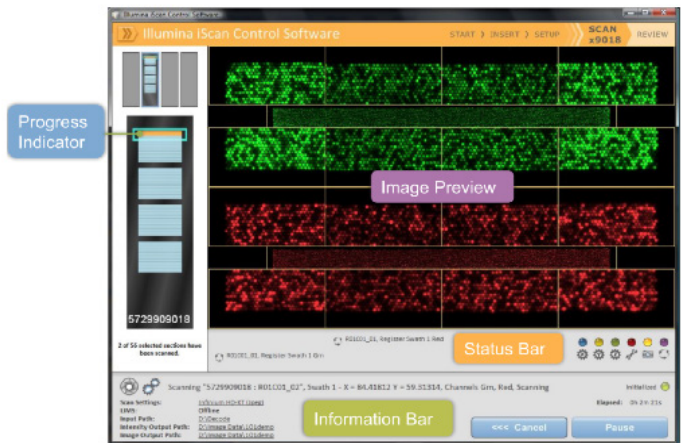 Illumina iScan Control Software
Illumina iScan Control Software
START > INSERT > SETUP
SCAN
x9018
REVIEW
Progress
Indicator
Image Preview
5729909018
2 of 56 selected sections have
been scanned.
R01C01_01, Register Swath 1 Red
R01C01_01, Register Swath 1 Grn
Status Bar
Scanning "5729909018 : R01C01_02", Swath 1 - X = 84.41812 Y = 59.31314, Channels Grn, Red, Scanning
Initialized
Scan Settings:
LIMS: Offline
Input Path: D:\Decode
Intensity Output Path:
Image Output Path:
Elapsed:
Information Bar
<<< Cancel
Pause